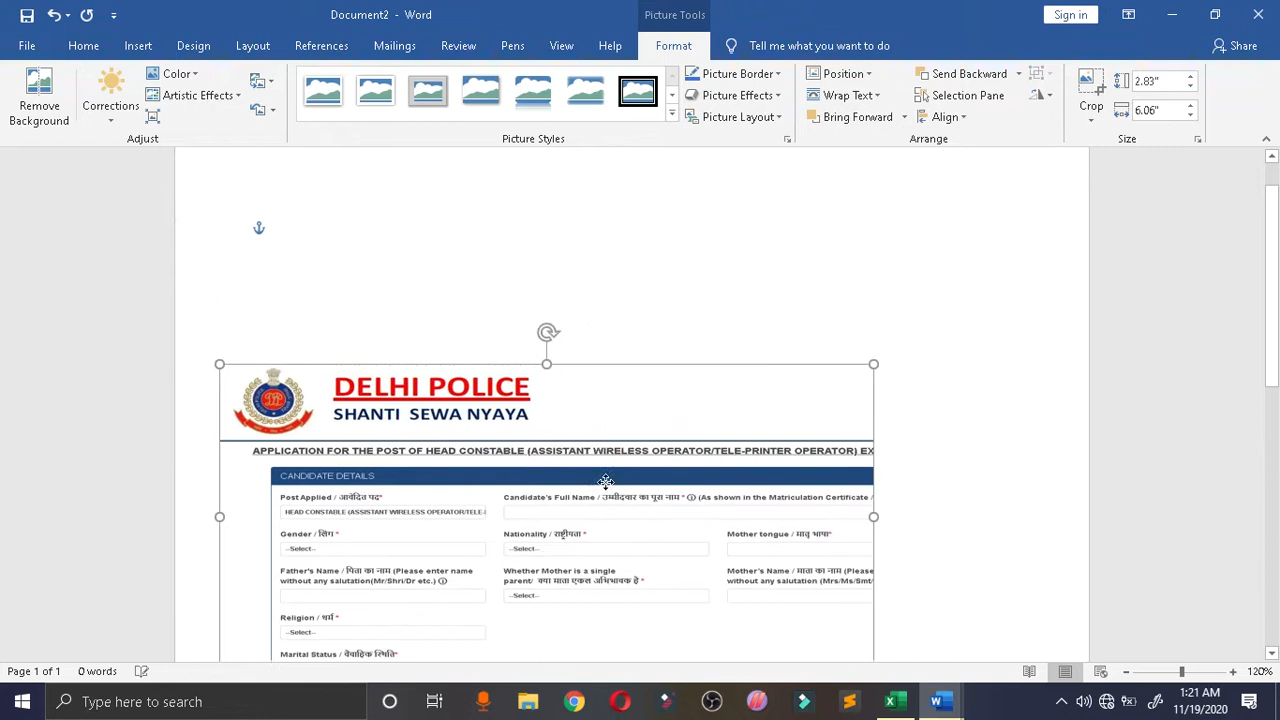 Document2 - Word
Picture Tools
Sign in
File
Home
Insert
Design
Layout
References
Mailings
Review
View
Press
Help
Format
Tell me what you want to do
Share
Remove Background
Corrections
Color
Artistic Effects
Adjust
Picture Styles
Picture Border
Picture Effects
Picture Layout
Position
Wrap Text
Bring Forward
Send Backward
Selection Pane
Align
Arrange
Crop
2.83"
6.06"
Size
DELHI POLICE
SHANTI SEWA NYAYA
APPLICATION FOR THE POST OF HEAD CONSTABLE (ASSISTANT WIRELESS OPERATOR/TELE-PRINTER OPERATOR) EX
CANDIDATE DETAILS
Post Applied / आवेदित पद*
Candidate's Full Name / उम्मीदवार का पूरा नाम * (As shown in the Matriculation Certificate /
HEAD CONSTABLE (ASSISTANT WIRELESS OPERATOR/TELE-
Gender / लिंग *
Nationality / राष्ट्रीयता *
Mother tongue / मातृ भाषा*
--Select--
--Select--
Father's Name / पिता का नाम (Please enter name without any salutation(Mr/Shri/Dr etc.)
Whether Mother is a single parent/ क्या माता एकल अभिभावक है *
Mother's Name / माता का नाम (Please
without any salutation (Mrs/Ms/Smt/
--Select--
Religion / धर्म *
--Select--
Marital Status / वैवाहिक स्थिति*
Page 1 of 1
0 words
120%
Type here to search
1:21 AM
11/19/2020